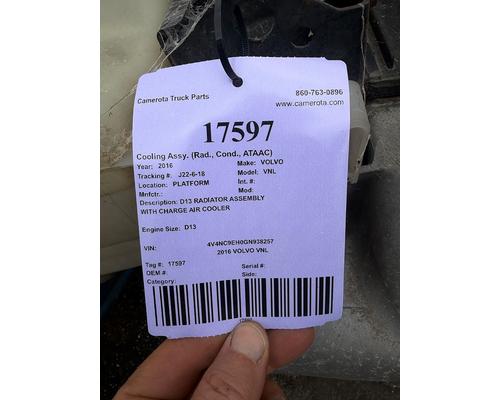 Camerota Truck Parts 860-763-0896
www.camerota.com
17597
Cooling Assy. (Rad., Cond., ATAAC)
Year: 2016 Make: VOLVO
Tracking #: J22-6-18 Model: VNL
Location: PLATFORM Int. #:
Mnfctr.: Mod:
Description: D13 RADIATOR ASSEMBLY
WITH CHARGE AIR COOLER
Engine Size: D13
VIN: 4V4NC9EH0GN938257
2016 VOLVO VNL
Tag #: 17597 Serial #:
OEM #: Side:
Category:
17597